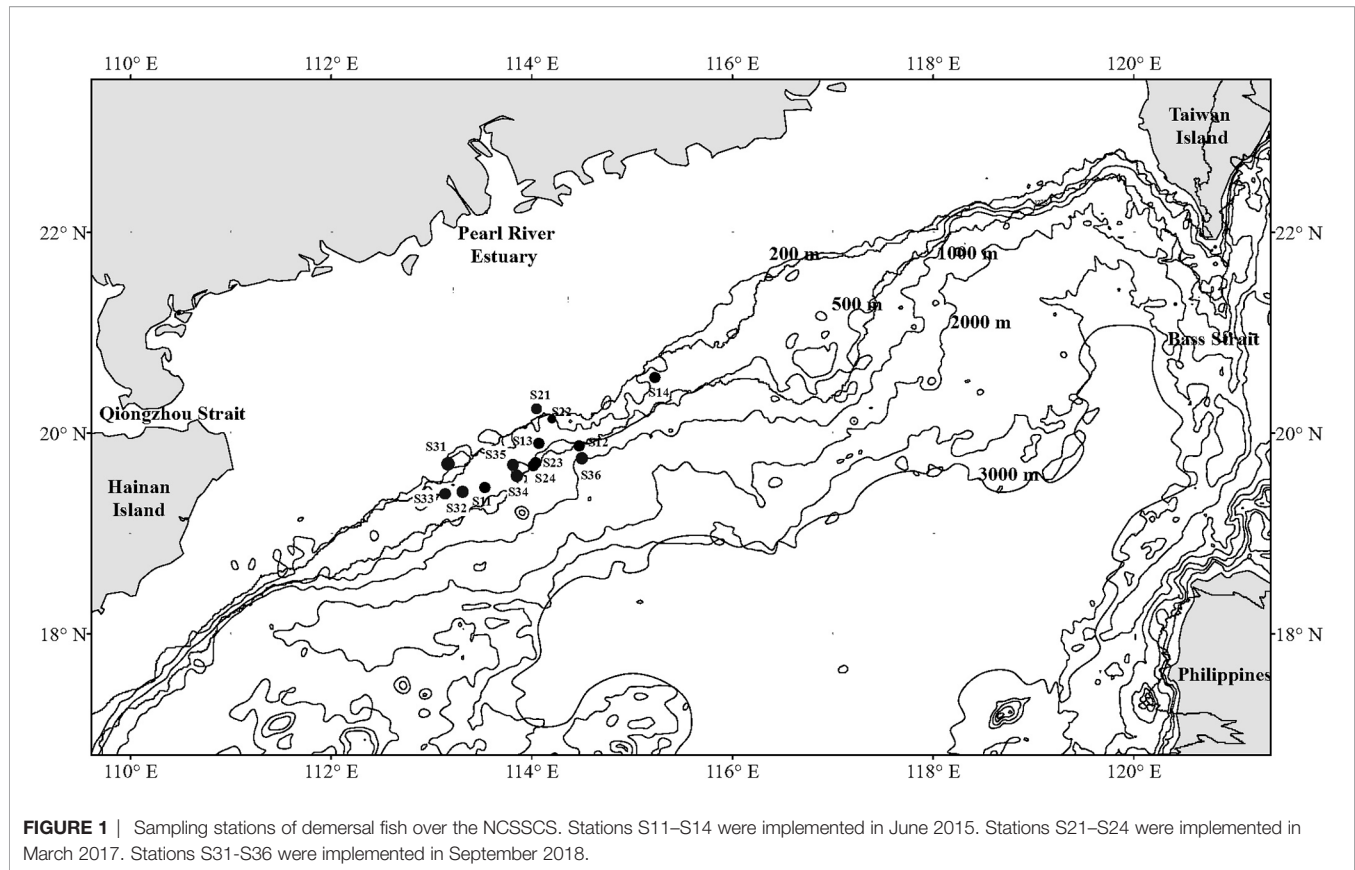 110° E 112° E 114° E 116° E 118° E 120° E
Taiwan
Island
22° N
22° N
Pearl River
Estuary
200 m
1000 m
500 m
2000 m
Bass Strait
S14
S21
S22
Qiongzhou Strait
20° N
20° N
S13
S12
S31
S35
S23
S36
S24
3000 m
Hainan
Island
S33
S32
S11
S34
18° N
18° N
Philippines
110° E 112° E 114° E 116° E 118° E 120° E
FIGURE 1 | Sampling stations of demersal fish over the NCSSCS. Stations S11–S14 were implemented in June 2015. Stations S21–S24 were implemented in
March 2017. Stations S31-S36 were implemented in September 2018.